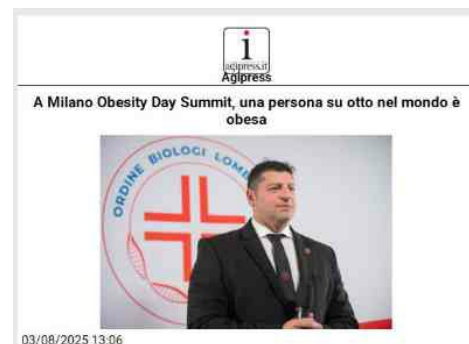 i
agipress.it
Agipress
A Milano Obesity Day Summit, una persona su otto nel mondo è
obesa
ORDINE BIOLOGI LOMB
03/08/2025 13:06